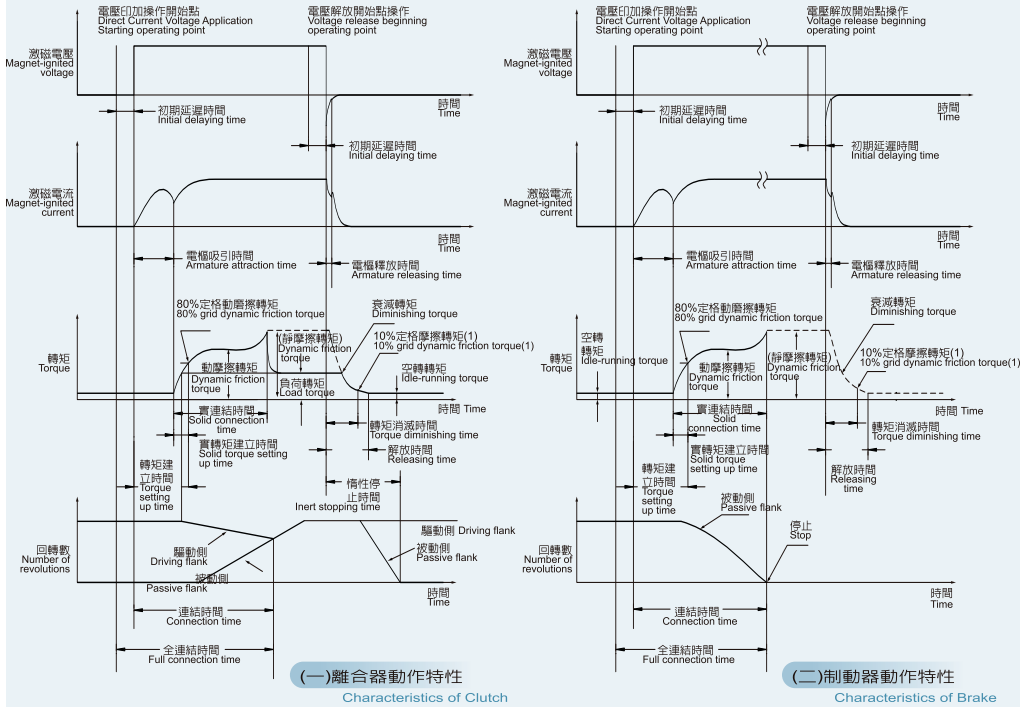 電壓印加操作開始點
Direct Current Voltage Application
Starting operating point
電壓解放開始點操作
Voltage release beginning
operating point
激磁電壓
Magnet-ignited
voltage
時間
Time
初期延遲時間
Initial delaying time
初期延遲時間
Initial delaying time
激磁電流
Magnet-ignited
current
時間
Time
電樞吸引時間
Armature attraction time
電樞釋放時間
Armature releasing time
80%定格動磨擦轉矩
80% grid dynamic friction torque
衰減轉矩
Diminishing torque
(靜摩擦轉矩)
Dynamic friction
torque
10%定格摩擦轉矩(1)
10% grid dynamic friction torque(1)
轉矩
Torque
動摩擦轉矩
Dynamic friction
torque
負荷轉矩
Load torque
空轉轉矩
Idle-running torque
時間 Time
實連結時間
Solid connection
time
轉矩消滅時間
Torque diminishing time
實轉矩建立時間
Solid torque setting
up time
解放時間
Releasing time
轉矩建
立時間
Torque
setting
up time
惰性停
止時間
Inert stopping time
驅動側 Driving flank
回轉數
Number of
revolutions
驅動側
Driving flank
被動側
Passive flank
被動側
Passive flank
時間
Time
連結時間
Connection time
全連結時間
Full connection time
(一)離合器動作特性
Characteristics of Clutch
電壓印加操作開始點
Direct Current Voltage Application
Starting operating point
電壓解放開始點操作
Voltage release beginning
operating point
激磁電壓
Magnet-ignited
voltage
時間
Time
初期延遲時間
Initial delaying time
初期延遲時間
Initial delaying time
激磁電流
Magnet-ignited
current
時間
Time
電樞吸引時間
Armature attraction time
電樞釋放時間
Armature releasing time
80%定格動磨擦轉矩
80% grid dynamic friction torque
衰減轉矩
Diminishing torque
空轉
轉矩
Idle-running torque
轉矩
Torque
動摩擦轉矩
Dynamic friction
torque
(靜摩擦轉矩)
Dynamic friction
torque
10%定格摩擦轉矩(1)
10% grid dynamic friction torque(1)
時間 Time
實連結時間
Solid
connection time
轉矩消滅時間
Torque diminishing time
實轉矩建立時間
Solid torque
setting up time
解放時間
Releasing
time
轉矩建
立時間
Torque
setting
up time
被動側
Passive flank
停止
Stop
回轉數
Number of
revolutions
時間
Time
連結時間
Connection time
全連結時間
Full connection time
(二)制動器動作特性
Characteristics of Brake